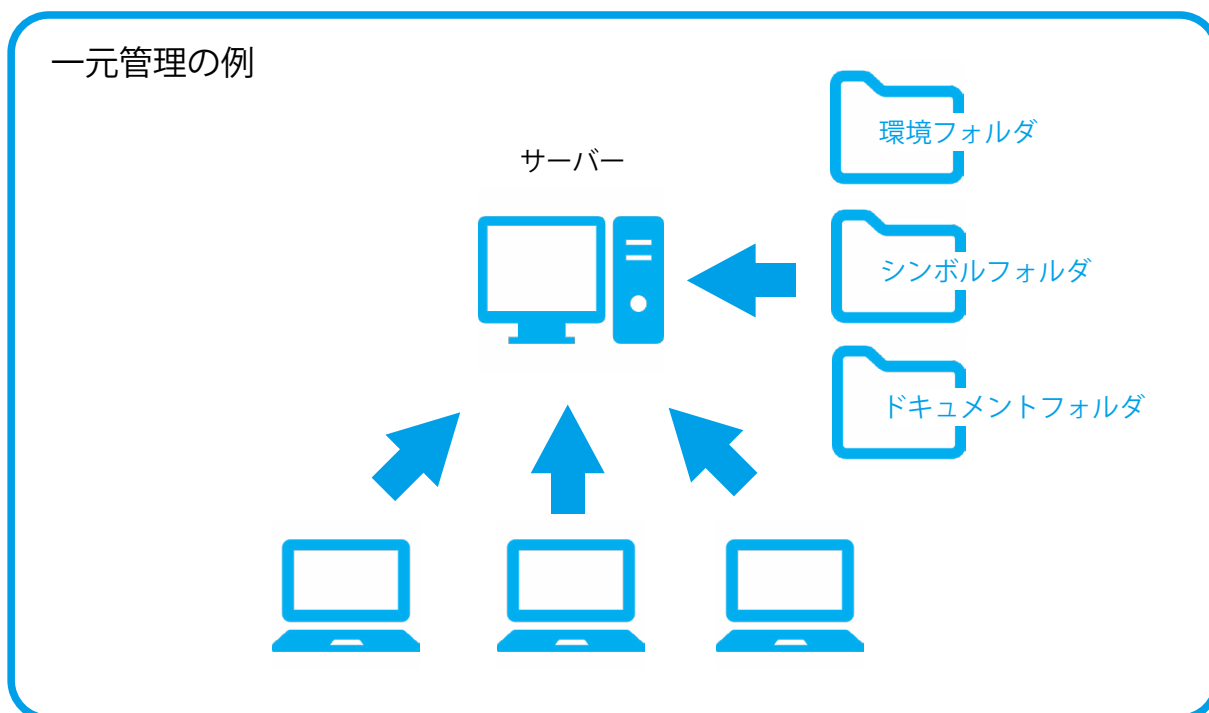 一元管理の例
環境フォルダ
サーバー
シンボルフォルダ
ドキュメントフォルダ